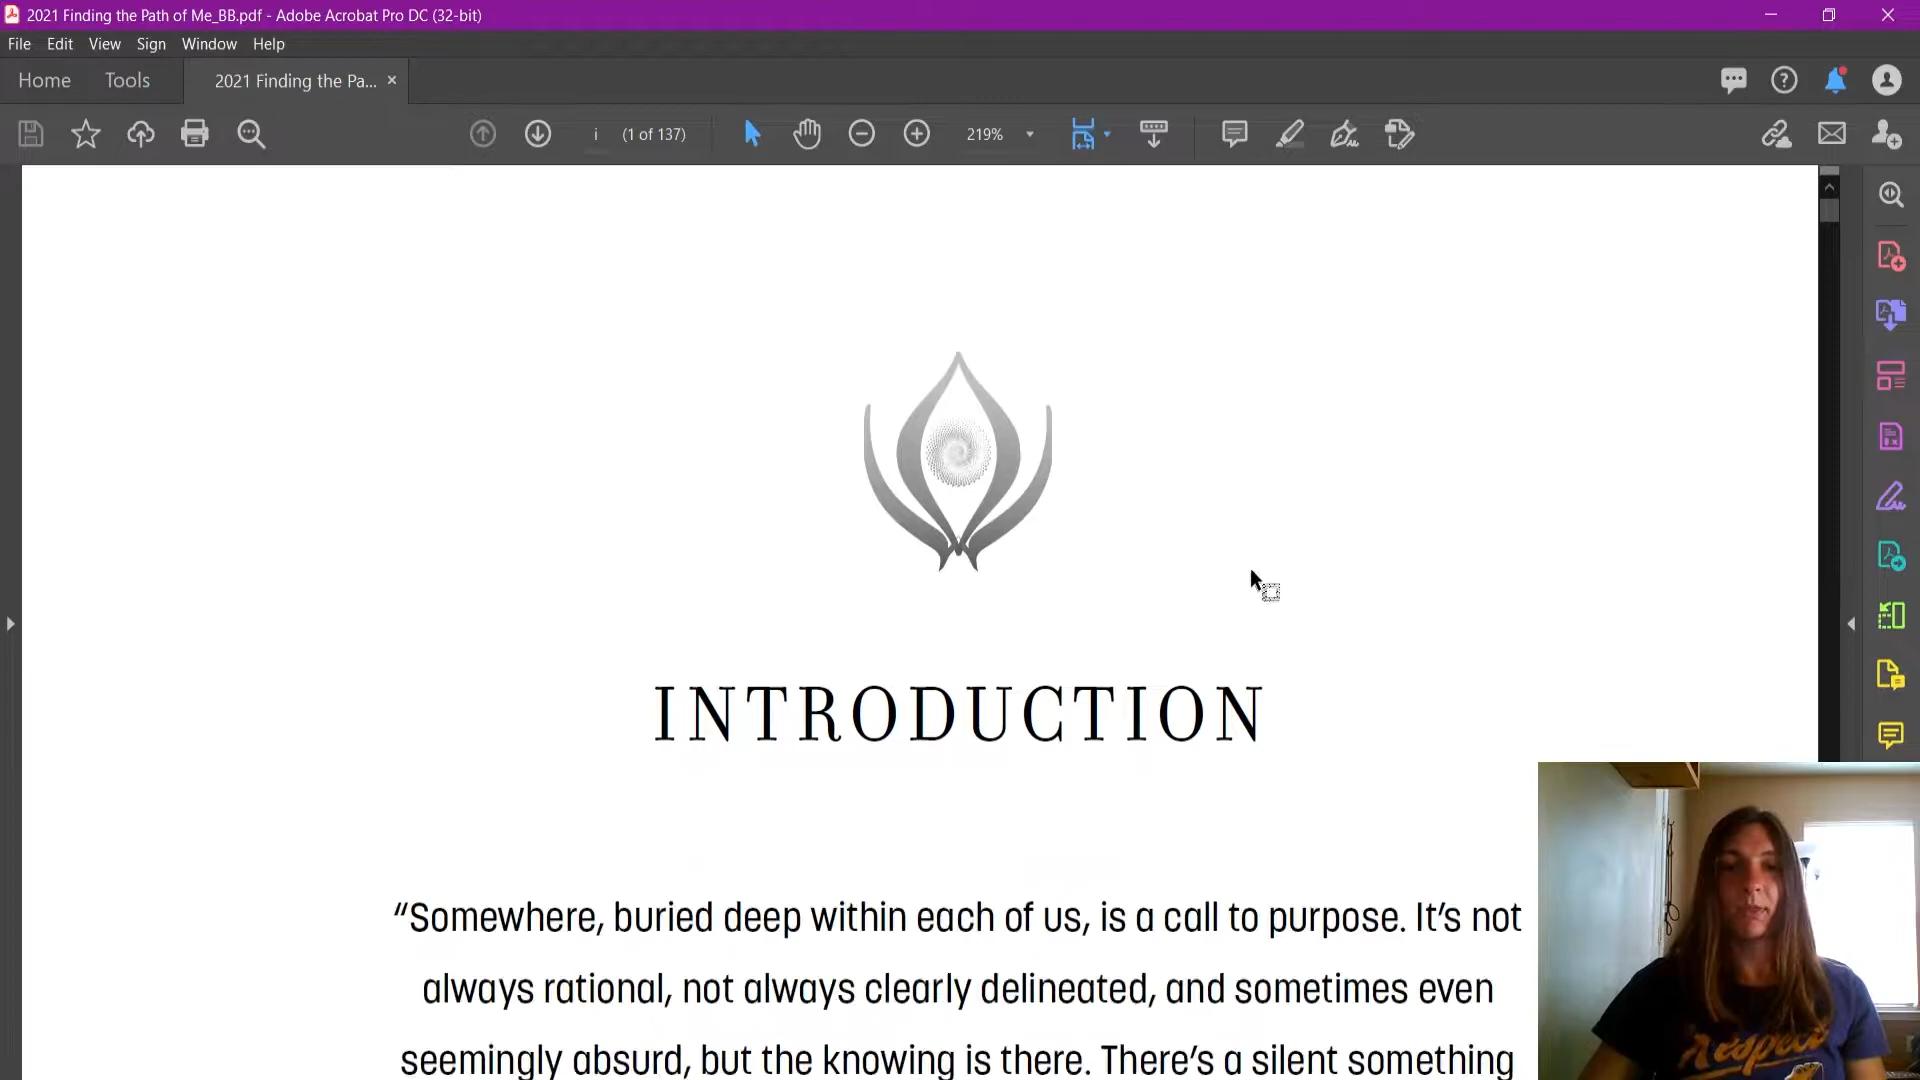 2021 Finding the Path of Me_BB.pdf - Adobe Acrobat Pro DC (32-bit)
File Edit View Sign Window Help
Home Tools 2021 Finding the Pa...
i (1 of 137) 219%
INTRODUCTION
“Somewhere, buried deep within each of us, is a call to purpose. It’s not
always rational, not always clearly delineated, and sometimes even
seemingly absurd, but the knowing is there. There’s a silent something
Respect